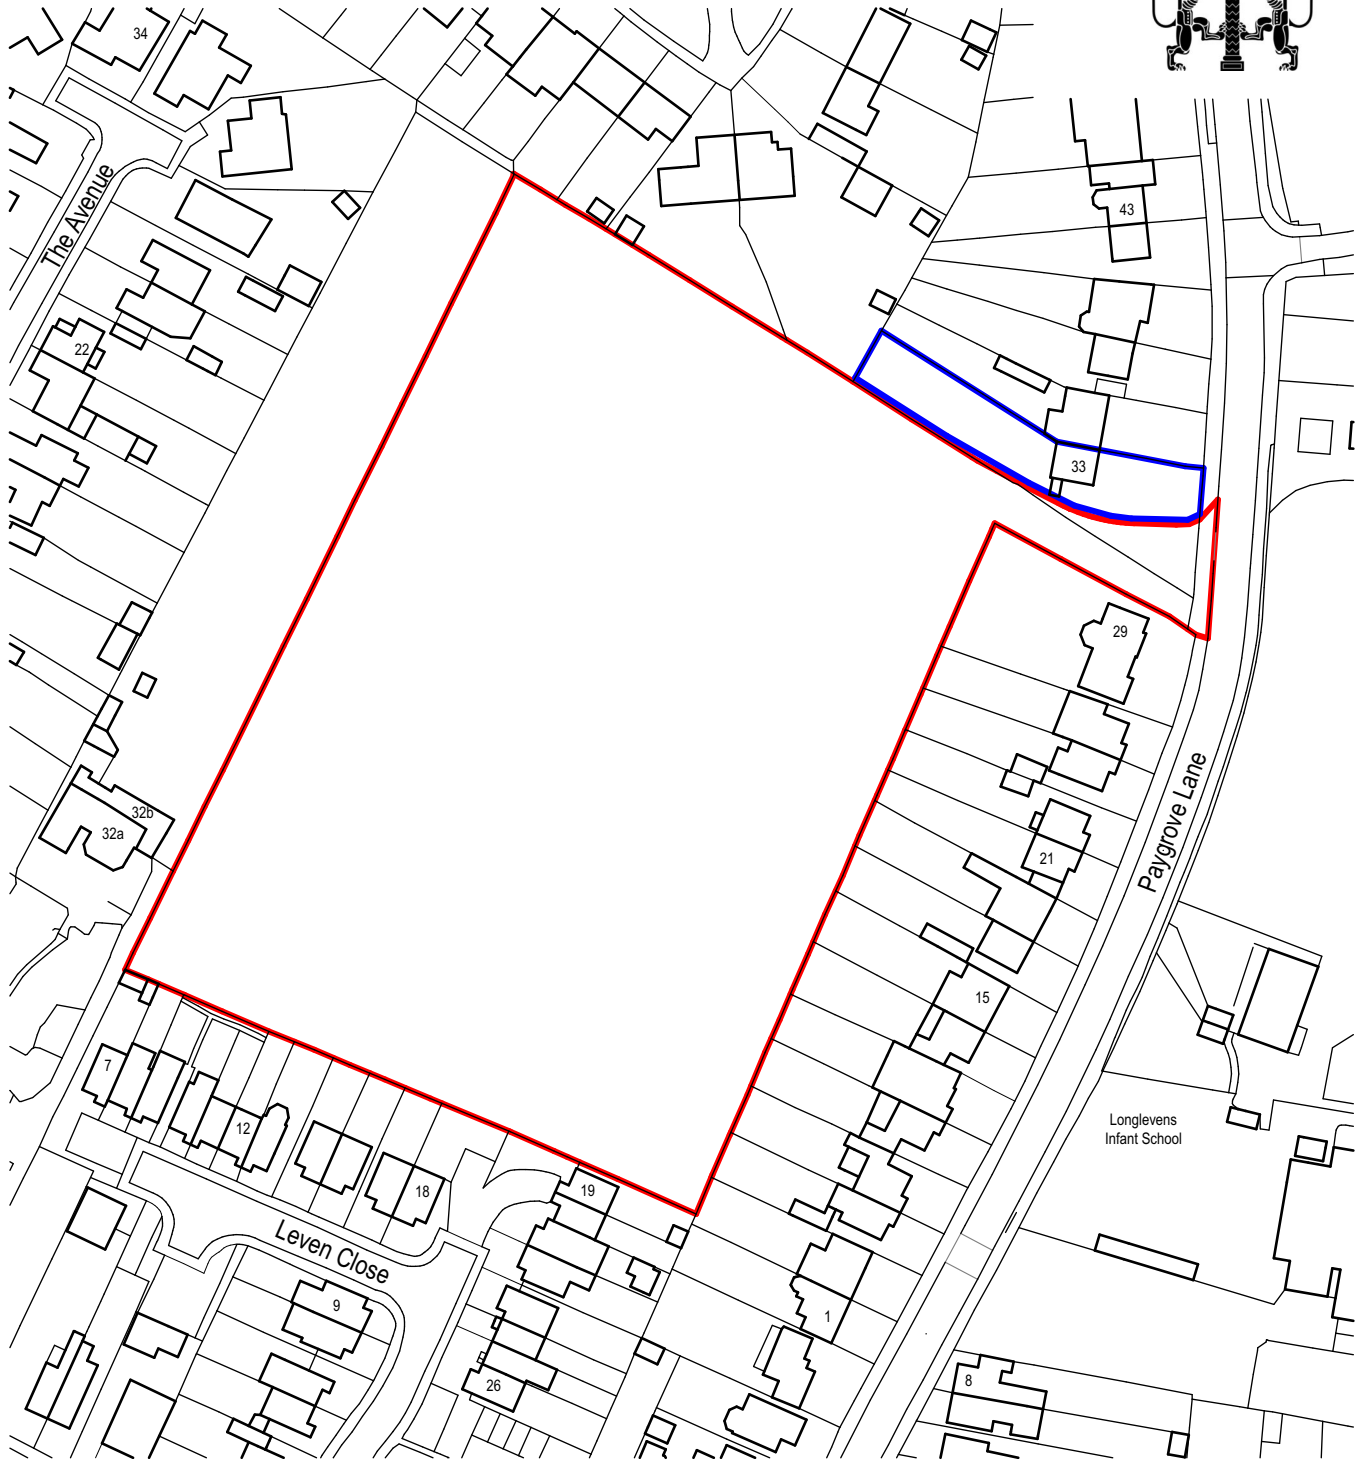 34
The Avenue
43
22
33
29
32b
32a
21
Paygrove Lane
15
7
12
Longlevens
Infant School
18
19
Leven Close
9
1
26
8